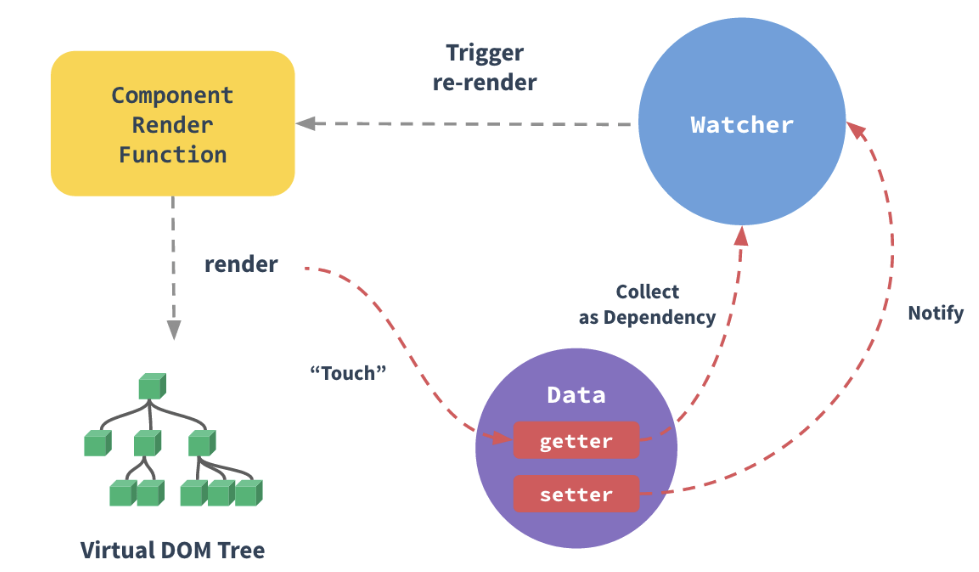 Trigger
re-render
Component
Render
Function
Watcher
render
Collect
as Dependency
Notify
“Touch”
Data
getter
setter
Virtual DOM Tree